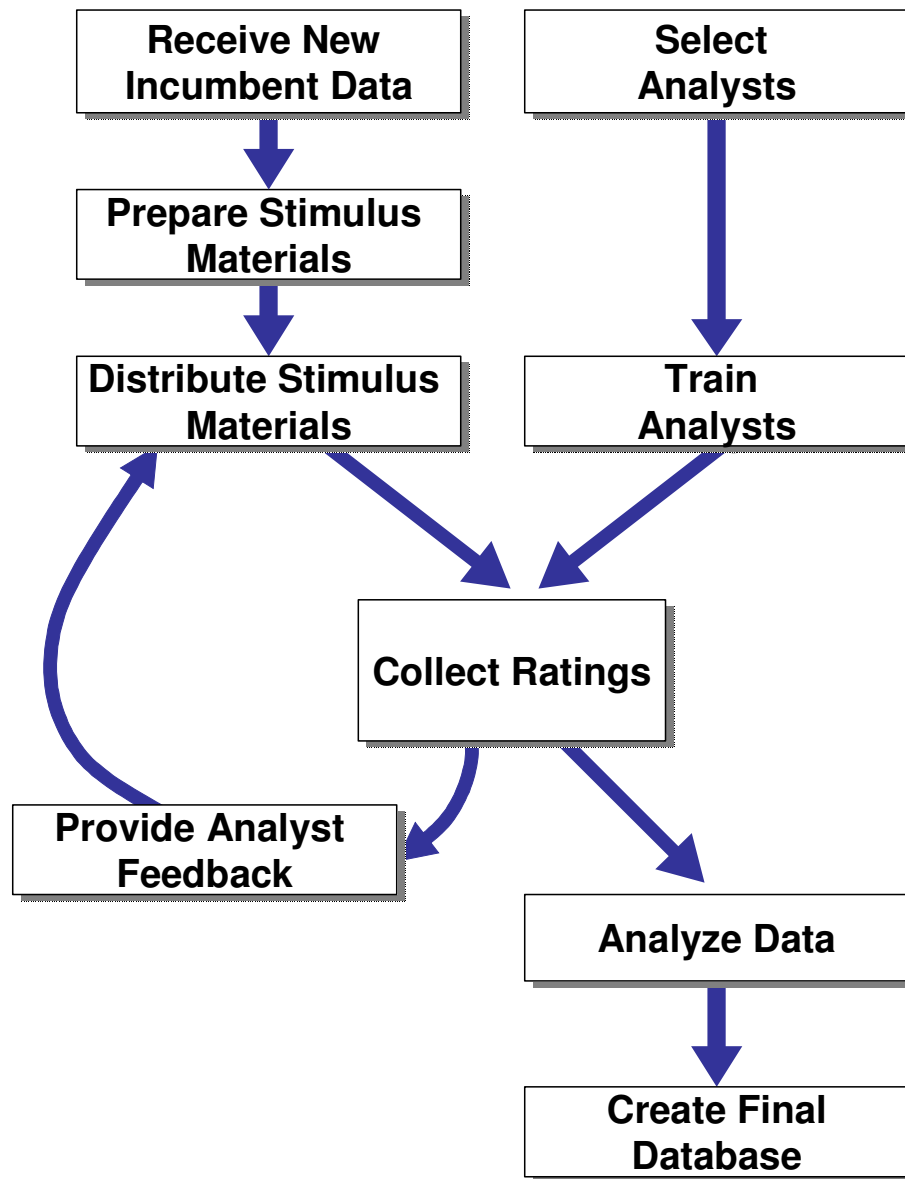 Receive New
Incumbent Data
Select
Analysts
Prepare Stimulus
Materials
Distribute Stimulus
Materials
Train
Analysts
Collect Ratings
Provide Analyst
Feedback
Analyze Data
Create Final
Database